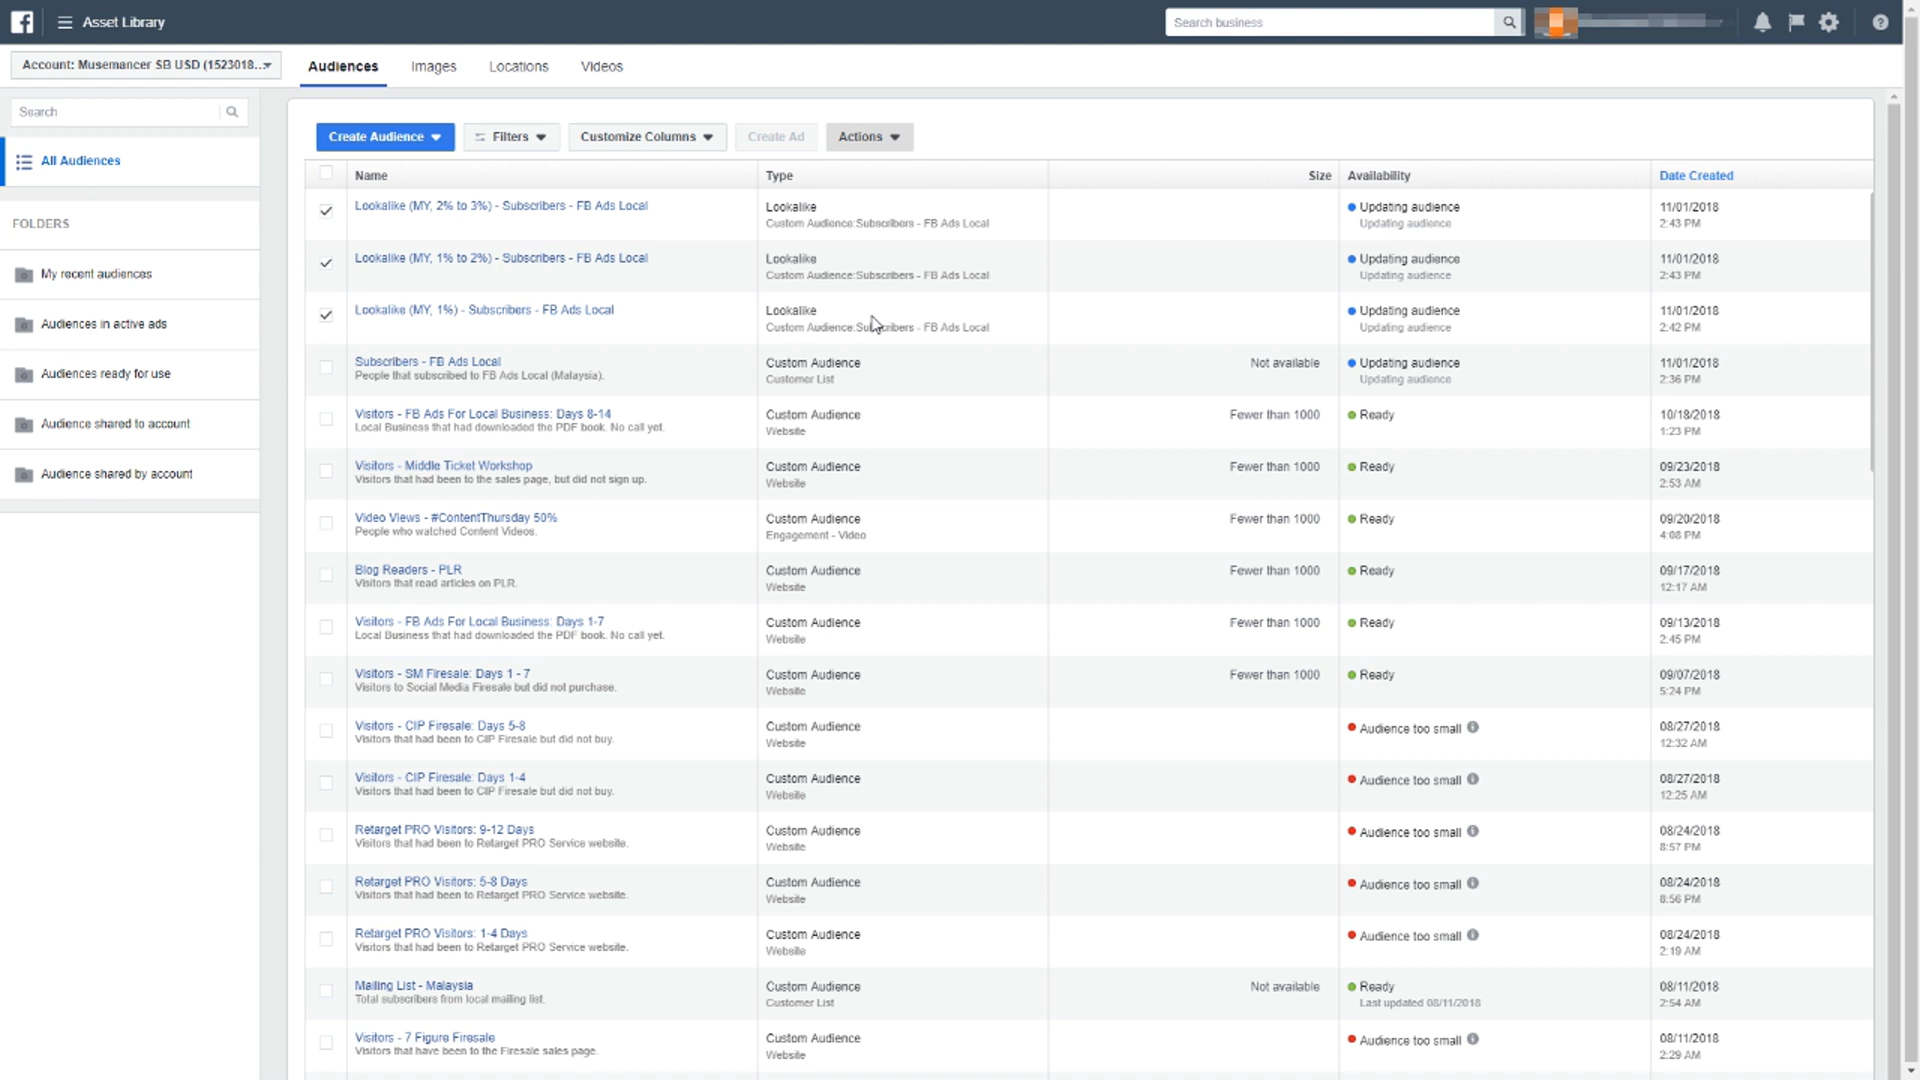 Asset Library
Search business
Account: Musemancer SB USD (1523018...
Audiences
Images
Locations
Videos
Search
All Audiences
FOLDERS
My recent audiences
Audiences in active ads
Audiences ready for use
Audience shared to account
Audience shared by account
Create Audience
Filters
Customize Columns
Create Ad
Actions
Name
Type
Size
Availability
Date Created
Lookalike (MY, 2% to 3%) - Subscribers - FB Ads Local
Lookalike
Custom Audience:Subscribers - FB Ads Local
Updating audience
Updating audience
11/01/2018
2:43 PM
Lookalike (MY, 1% to 2%) - Subscribers - FB Ads Local
Lookalike
Custom Audience:Subscribers - FB Ads Local
Updating audience
Updating audience
11/01/2018
2:43 PM
Lookalike (MY, 1%) - Subscribers - FB Ads Local
Lookalike
Custom Audience:Subscribers - FB Ads Local
Updating audience
Updating audience
11/01/2018
2:42 PM
Subscribers - FB Ads Local
People that subscribed to FB Ads Local (Malaysia).
Custom Audience
Customer List
Not available
Updating audience
Updating audience
11/01/2018
2:36 PM
Visitors - FB Ads For Local Business: Days 8-14
Local Business that had downloaded the PDF book. No call yet.
Custom Audience
Website
Fewer than 1000
Ready
10/18/2018
1:23 PM
Visitors - Middle Ticket Workshop
Visitors that had been to the sales page, but did not sign up.
Custom Audience
Website
Fewer than 1000
Ready
09/23/2018
2:53 AM
Video Views - #ContentThursday 50%
People who watched Content Videos.
Custom Audience
Engagement - Video
Fewer than 1000
Ready
09/20/2018
4:08 PM
Blog Readers - PLR
Visitors that read articles on PLR.
Custom Audience
Website
Fewer than 1000
Ready
09/17/2018
12:17 AM
Visitors - FB Ads For Local Business: Days 1-7
Local Business that had downloaded the PDF book. No call yet.
Custom Audience
Website
Fewer than 1000
Ready
09/13/2018
2:45 PM
Visitors - SM Firesale: Days 1 - 7
Visitors to Social Media Firesale but did not purchase.
Custom Audience
Website
Fewer than 1000
Ready
09/07/2018
5:24 PM
Visitors - CIP Firesale: Days 5-8
Visitors that had been to CIP Firesale but did not buy.
Custom Audience
Website
Audience too small
08/27/2018
12:32 AM
Visitors - CIP Firesale: Days 1-4
Visitors that had been to CIP Firesale but did not buy.
Custom Audience
Website
Audience too small
08/27/2018
12:25 AM
Retarget PRO Visitors: 9-12 Days
Visitors that had been to Retarget PRO Service website.
Custom Audience
Website
Audience too small
08/24/2018
8:57 PM
Retarget PRO Visitors: 5-8 Days
Visitors that had been to Retarget PRO Service website.
Custom Audience
Website
Audience too small
08/24/2018
8:56 PM
Retarget PRO Visitors: 1-4 Days
Visitors that had been to Retarget PRO Service website.
Custom Audience
Website
Audience too small
08/24/2018
2:19 AM
Mailing List - Malaysia
Total subscribers from local mailing list.
Custom Audience
Customer List
Not available
Ready
Last updated 08/11/2018
08/11/2018
2:54 AM
Visitors - 7 Figure Firesale
Visitors that have been to the Firesale sales page.
Custom Audience
Website
Audience too small
08/11/2018
2:29 AM